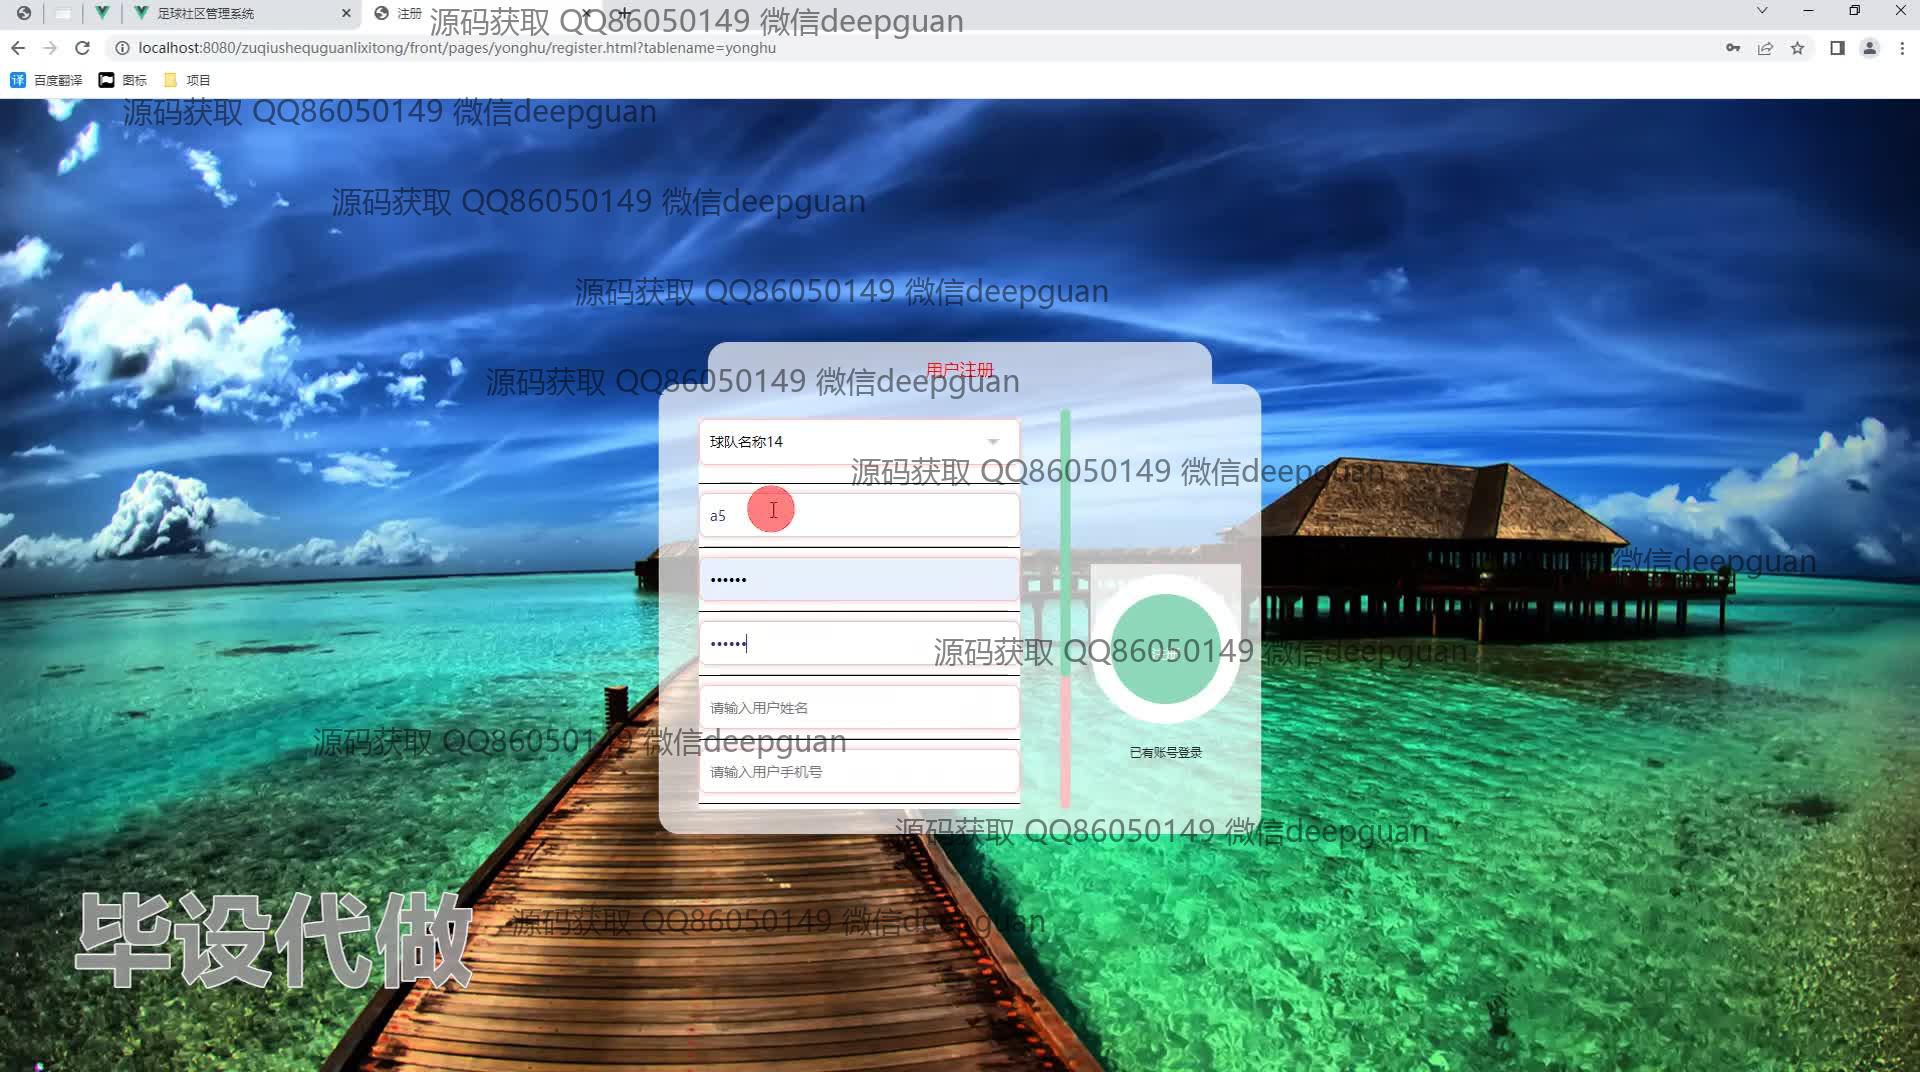 足球社区管理系统
注册
源码获取 QQ86050149 微信deepguan
localhost:8080/zuqiushequguanlixitong/front/pages/yonghu/register.html?tablename=yonghu
译 百度翻译
图标
项目
源码获取 QQ86050149 微信deepguan
源码获取 QQ86050149 微信deepguan
源码获取 QQ86050149 微信deepguan
用户注册
源码获取 QQ86050149 微信deepguan
球队名称14
源码获取 QQ86050149 微信deepguan
a5
微信deepguan
••••••
••••••
源码获取 QQ86050149 微信deepguan
注册
请输入用户姓名
源码获取 QQ86050149 微信deepguan
已有账号登录
请输入用户手机号
源码获取 QQ86050149 微信deepguan
源码获取 QQ86050149 微信deepguan
毕设代做